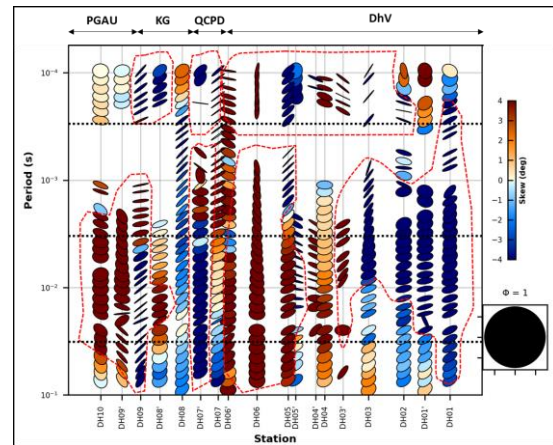 PGAU KG QCPD DhV
10⁻⁴
10⁻³
10⁻²
10⁻¹
Period (s)
4
3
2
1
0
−1
−2
−3
−4
Skew (deg)
Φ = 1
DH10 DH09' DH09 DH08' DH08 DH07' DH07 DH06' DH06 DH05 DH05' DH04' DH04 DH03' DH03 DH02 DH01' DH01
Station